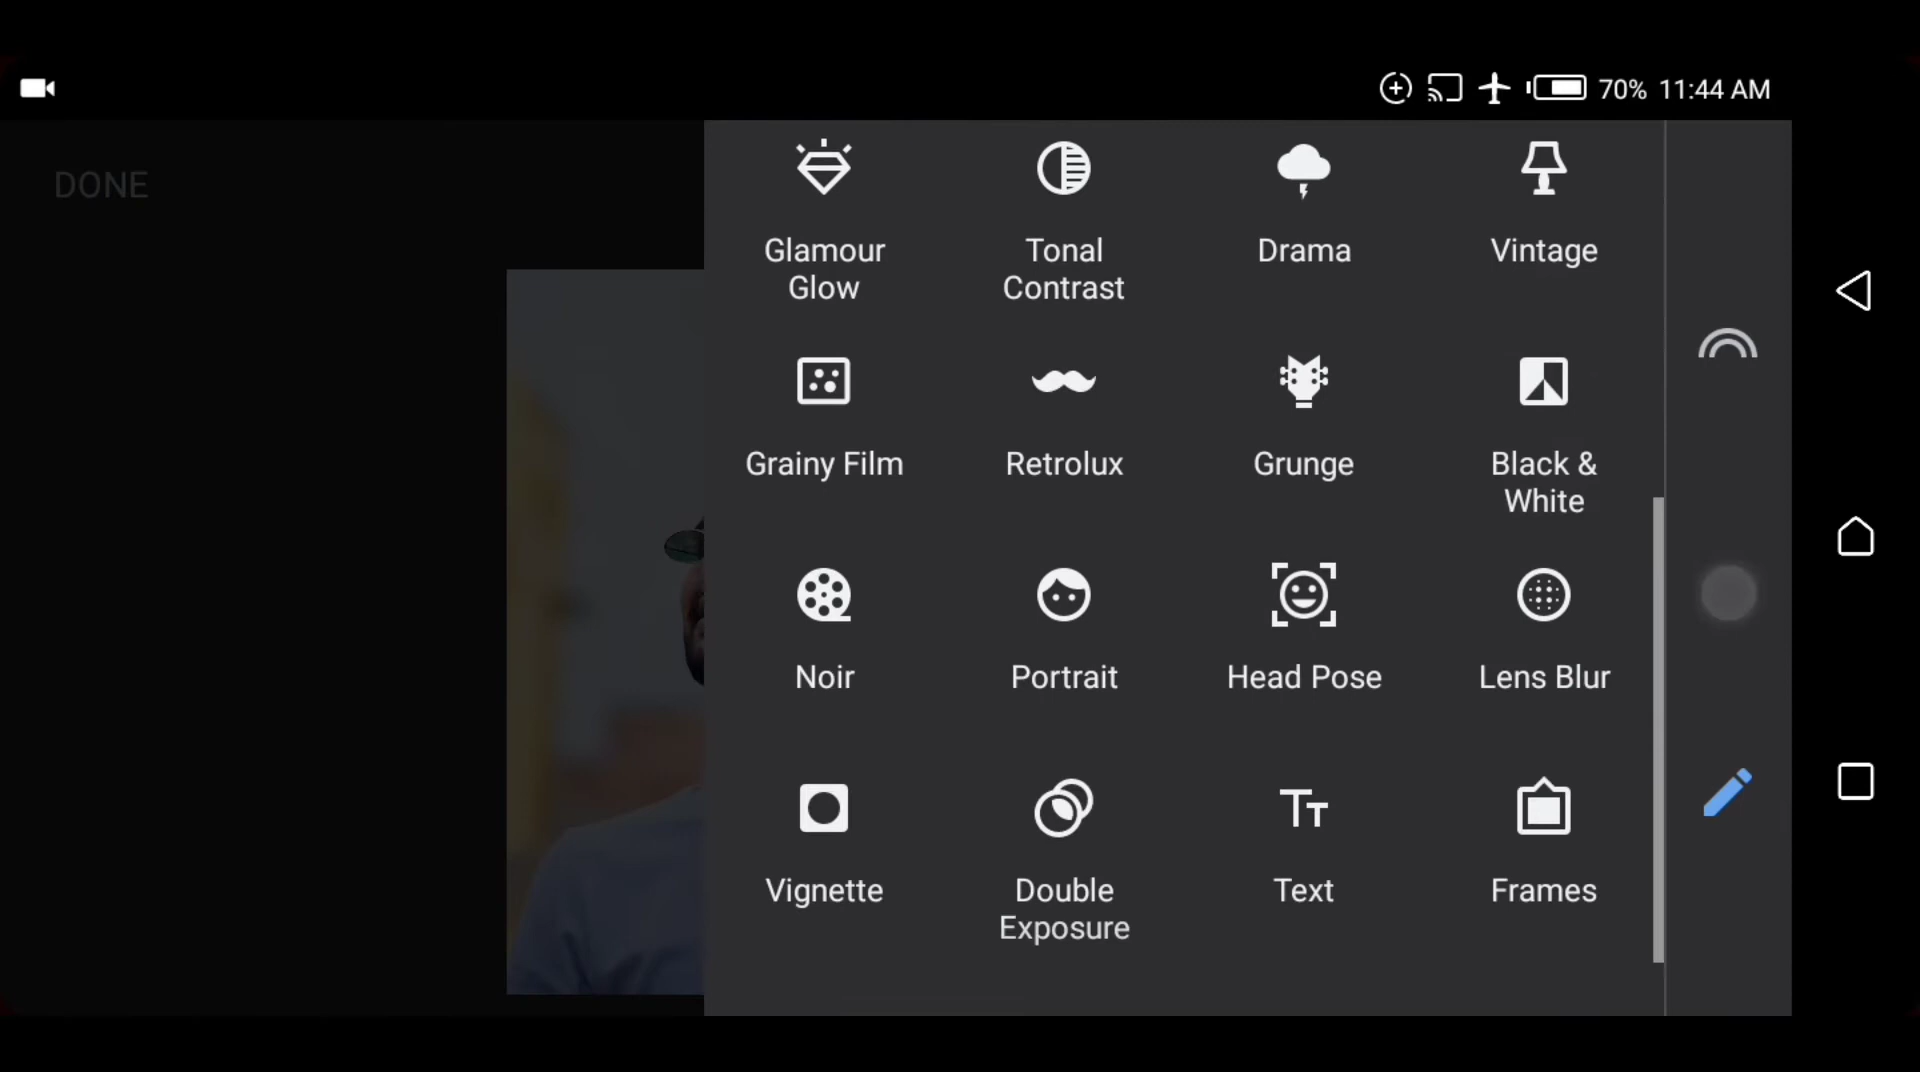 70% 11:44 AM
DONE
Glamour
Glow
Tonal
Contrast
Drama
Vintage
Grainy Film
Retrolux
Grunge
Black &
White
Noir
Portrait
Head Pose
Lens Blur
Vignette
Double
Exposure
Text
Frames